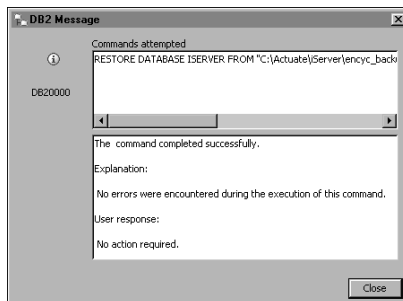 DB2 Message
Commands attempted
RESTORE DATABASE ISERVER FROM "C:\Actuate\iServer\encyc_back
DB20000
The command completed successfully.
Explanation:
No errors were encountered during the execution of this command.
User response:
No action required.
Close